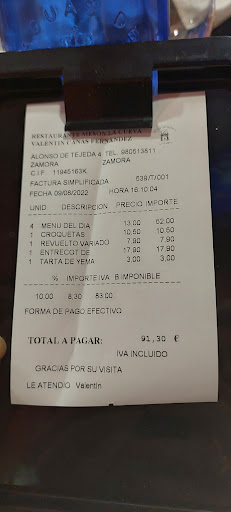 RESTAURANTE MESON LA CUEVA
VALENTIN CAÑAS FERNANDEZ
ALONSO DE TEJEDA 4 TEL. 980513811
ZAMORA ZAMORA
C.I.F. 11945163K
FACTURA SIMPLIFICADA 539/T/001
FECHA 09/08/2022 HORA 16:10:04
UNID. DESCRIPCION PRECIO IMPORTE
4 MENU DEL DIA 13,00 52,00
1 CROQUETAS 10,50 10,50
1 REVUELTO VARIADO 7,90 7,90
1 ENTRECOT DE 17,90 17,90
1 TARTA DE YEMA 3,00 3,00
% IMPORTEIVA B.IMPONIBLE
10.00 8,30 83.00
FORMA DE PAGO EFECTIVO
TOTAL A PAGAR: 91,30 €
IVA INCLUIDO
GRACIAS POR SU VISITA
LE ATENDIO Valentin